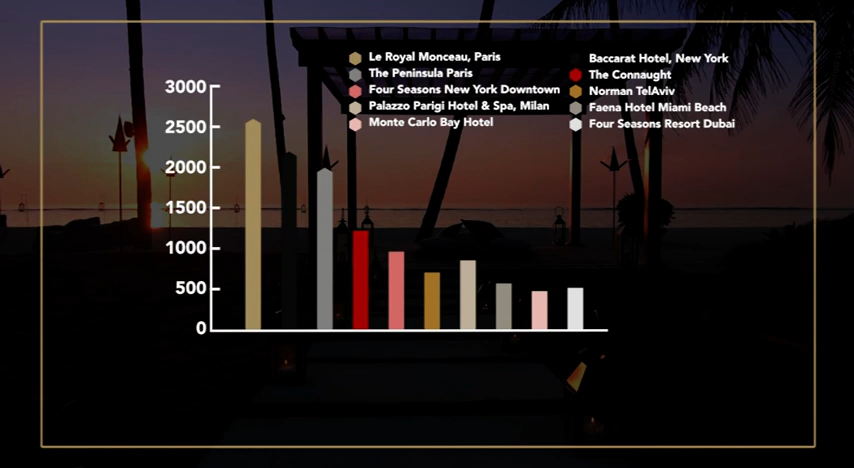 Le Royal Monceau, Paris
The Peninsula Paris
Four Seasons New York Downtown
Palazzo Parigi Hotel & Spa, Milan
Monte Carlo Bay Hotel
Baccarat Hotel, New York
The Connaught
Norman TelAviv
Faena Hotel Miami Beach
Four Seasons Resort Dubai
3000
2500
2000
1500
1000
500
0